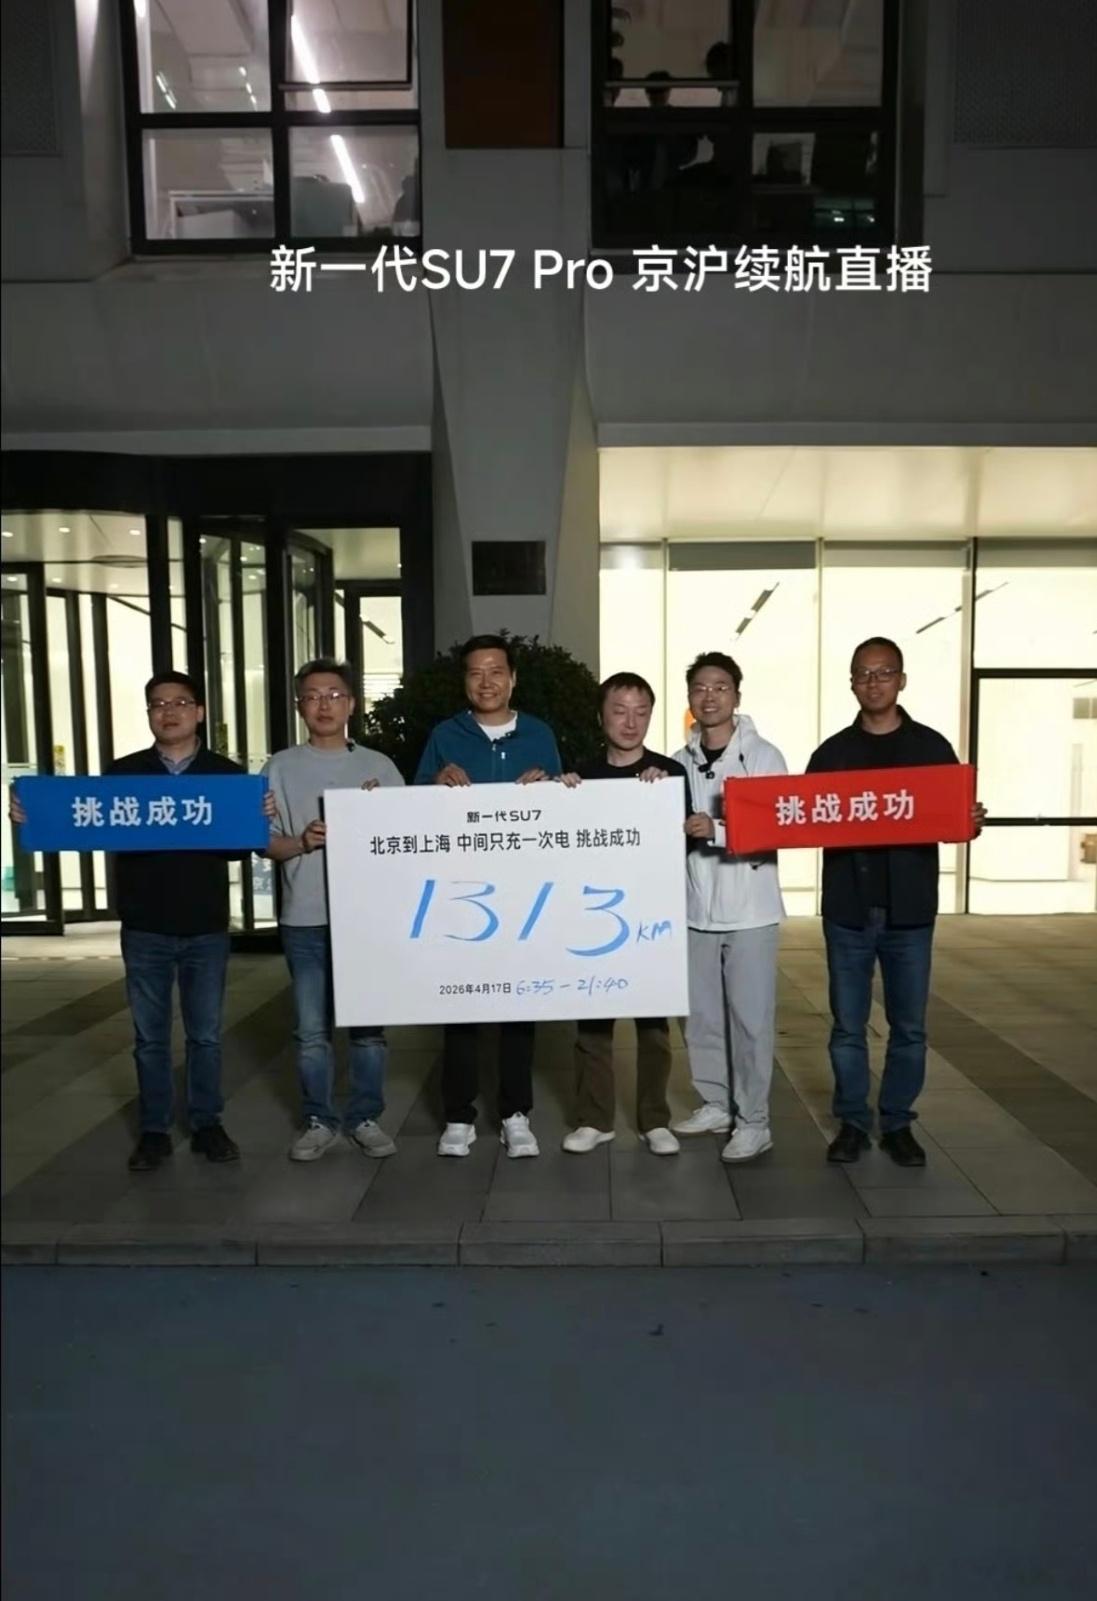 新一代SU7 Pro 京沪续航直播
挑战成功
挑战成功
新一代SU7
北京到上海 中间只充一次电 挑战成功
1313KM
2026年4月17日 6:35-21:40